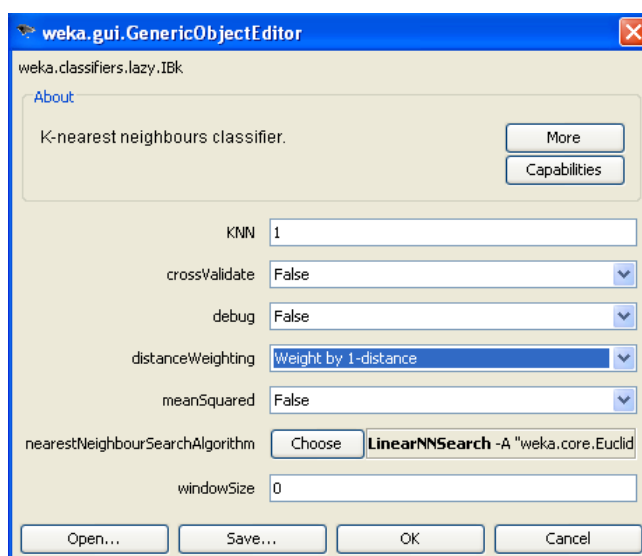 weka.gui.GenericObjectEditor
weka.classifiers.lazy.IBk
About
K-nearest neighbours classifier.
More
Capabilities
KNN 1
crossValidate False
debug False
distanceWeighting Weight by 1-distance
meanSquared False
nearestNeighbourSearchAlgorithm Choose LinearNNSearch -A "weka.core.Euclid
windowSize 0
Open... Save... OK Cancel